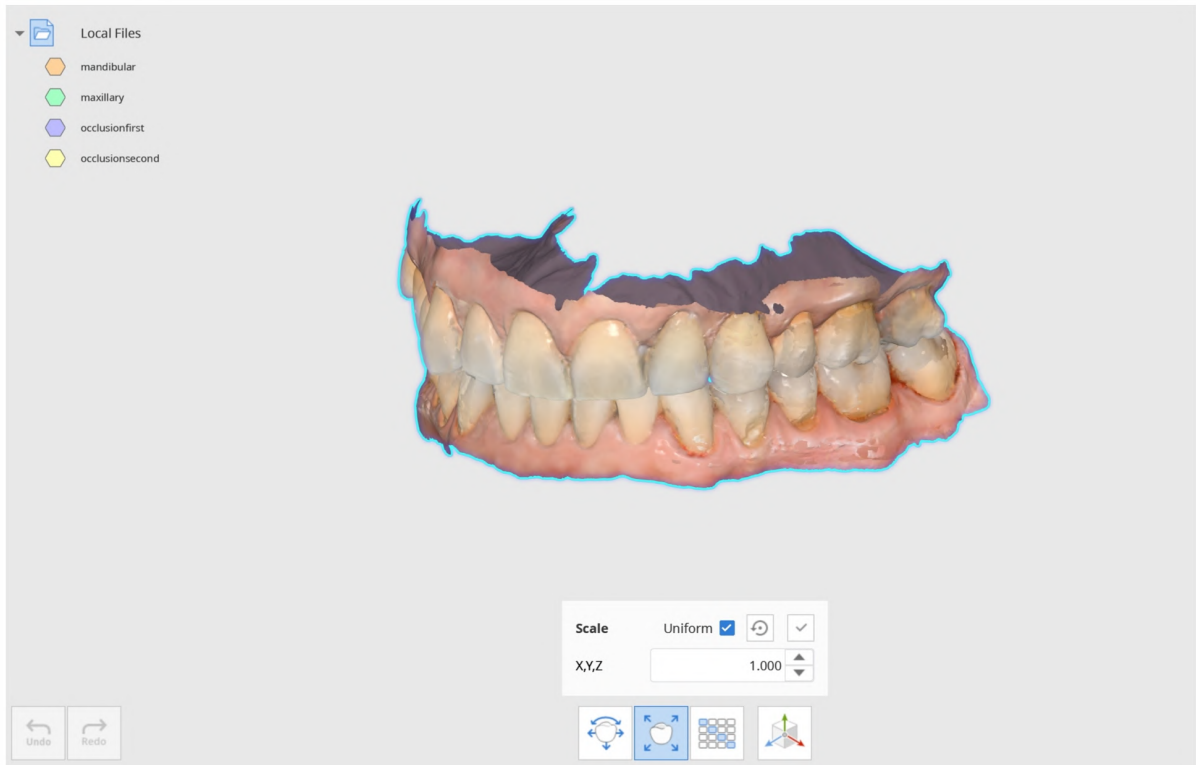 Local Files
mandibular
maxillary
occlusionfirst
occlusionsecond
Scale Uniform
X,Y,Z 1.000
Undo Redo